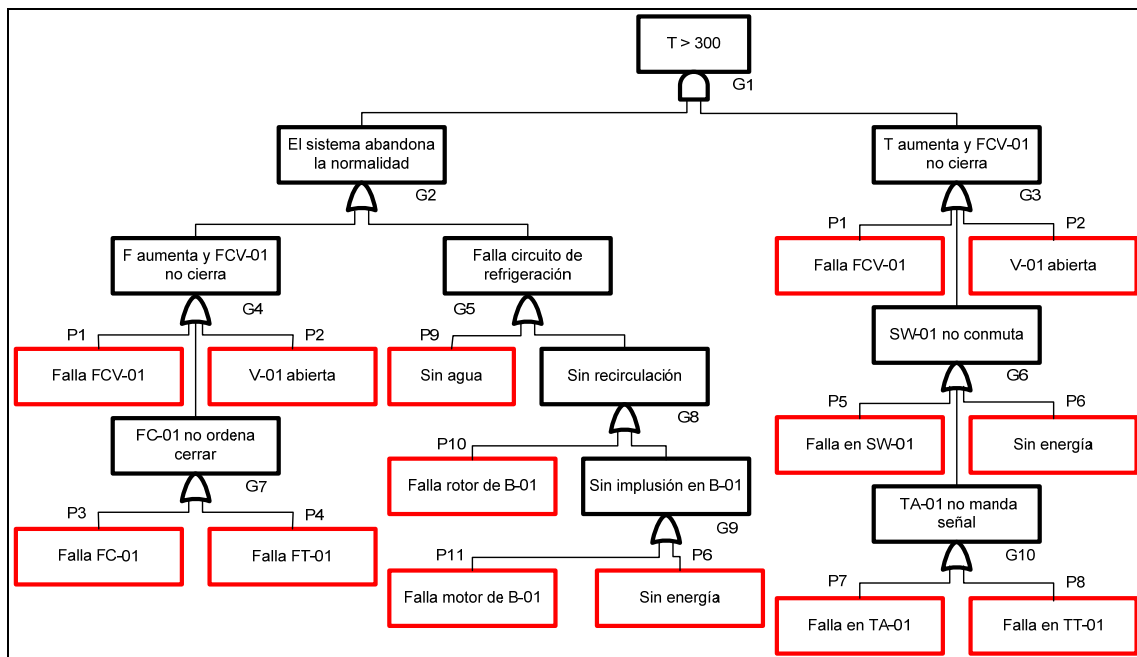 T > 300
G1
El sistema abandona
la normalidad
G2
T aumenta y FCV-01
no cierra
G3
F aumenta y FCV-01
no cierra
G4
Falla circuito de
refrigeración
G5
P1
Falla FCV-01
P2
V-01 abierta
P1
Falla FCV-01
P2
V-01 abierta
P9
Sin agua
Sin recirculación
G8
SW-01 no conmuta
G6
FC-01 no ordena
cerrar
G7
P10
Falla rotor de B-01
Sin implusión en B-01
G9
P5
Falla en SW-01
P6
Sin energía
P3
Falla FC-01
P4
Falla FT-01
P11
Falla motor de B-01
P6
Sin energía
TA-01 no manda
señal
G10
P7
Falla en TA-01
P8
Falla en TT-01